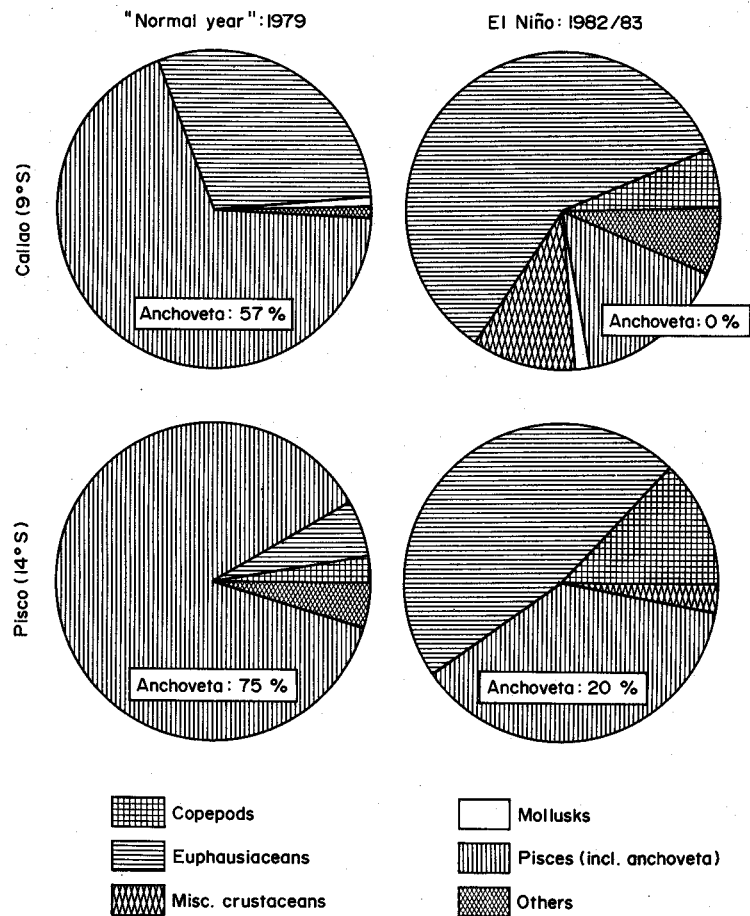 "Normal year": 1979
El Niño: 1982/83
Callao (9°S)
Anchoveta: 57 %
Anchoveta: 0 %
Pisco (14°S)
Anchoveta: 75 %
Anchoveta: 20 %
Copepods
Euphausiaceans
Misc. crustaceans
Mollusks
Pisces (incl. anchoveta)
Others